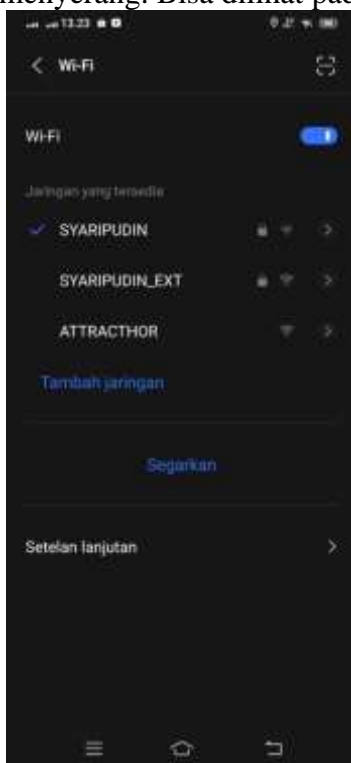 menyerang. Bisa dilihat pad
13.23
Wi-Fi
Wi-Fi
Jaringan yang tersedia
SYARIPUDIN
SYARIPUDIN_EXT
ATTRACTHOR
Tambah jaringan
Segarkan
Setelan lanjutan